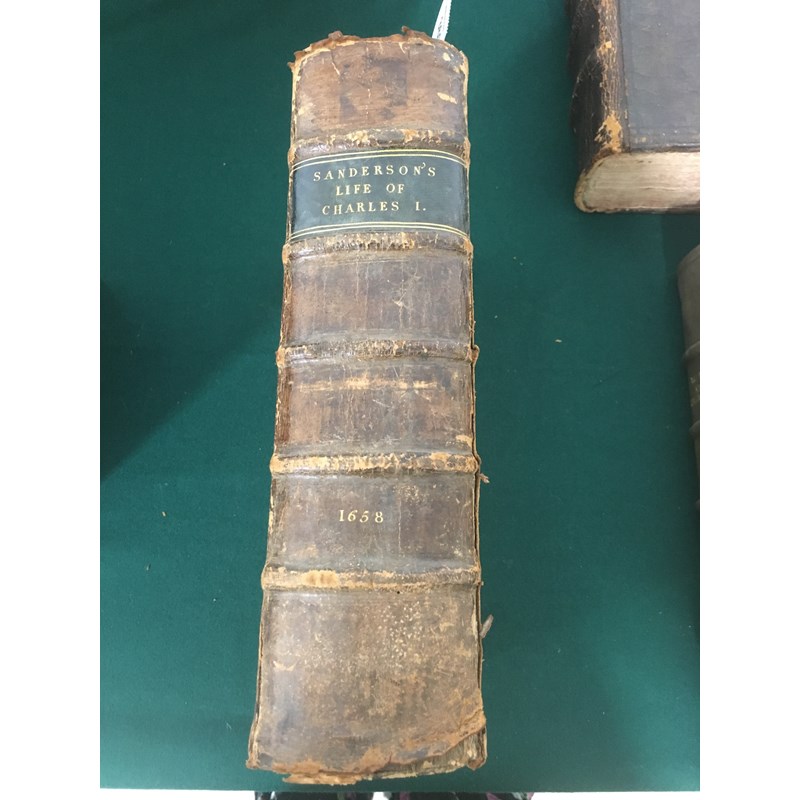 SANDERSON'S
LIFE OF
CHARLES I.
1658